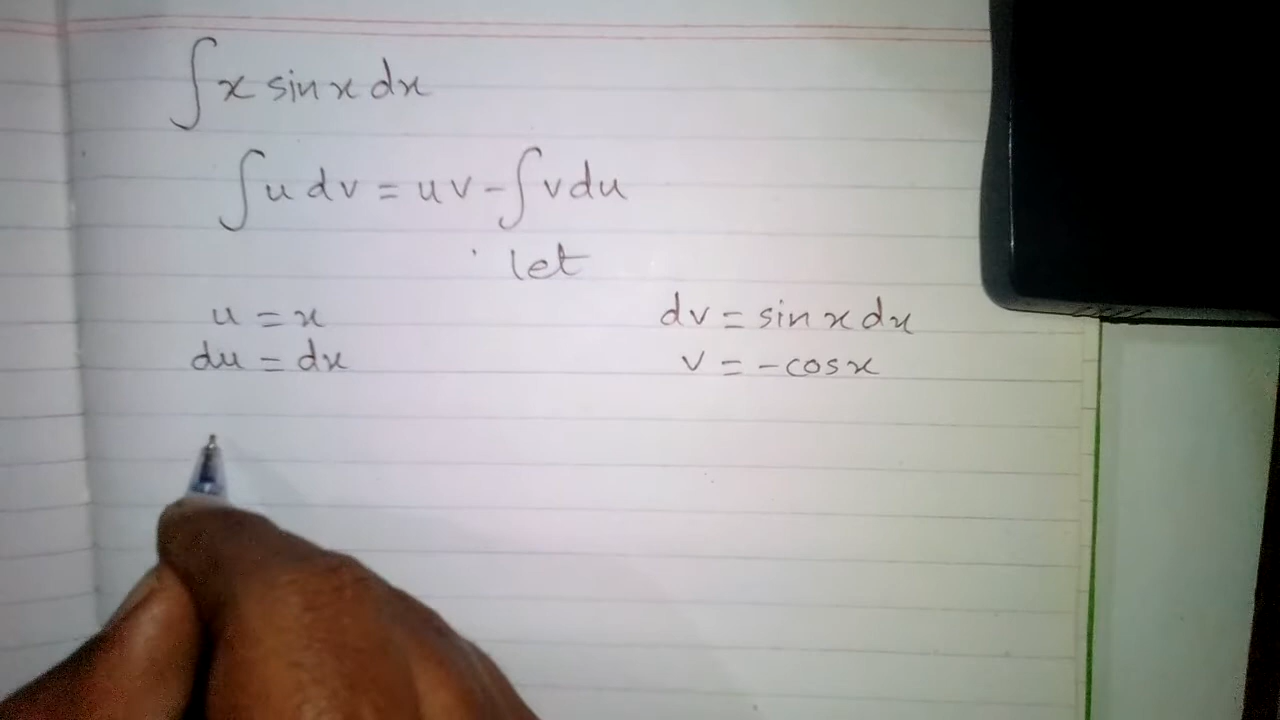 ∫ x sin x dx
∫ u dv = uv - ∫ v du
let
u = x dv = sin x dx
du = dx v = -cos x